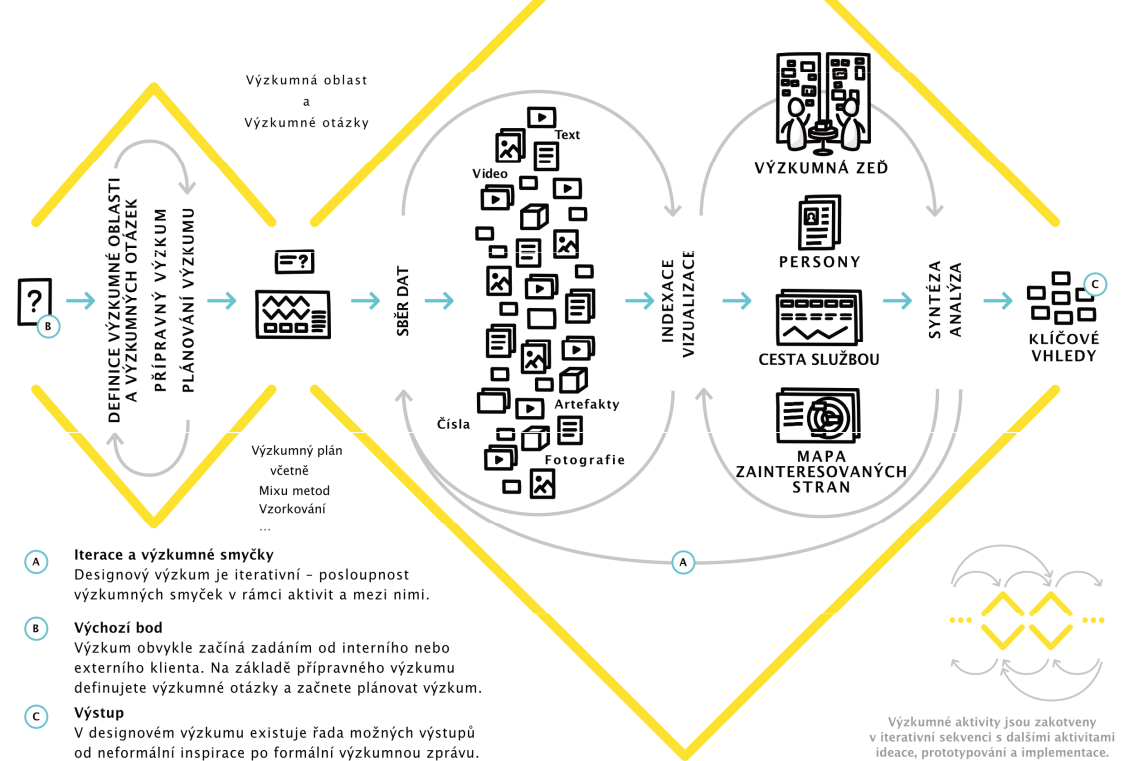 Výzkumná oblast
a
Výzkumné otázky
?
B
DEFINICE VÝZKUMNÉ OBLASTI
A VÝZKUMNÝCH OTÁZEK
PŘÍPRAVNÝ VÝZKUM
PLÁNOVÁNÍ VÝZKUMU
=?
Výzkumný plán
včetně
Mixu metod
Vzorkování
...
SBĚR DAT
Text
Video
Čísla
Artefakty
Fotografie
INDEXACE
VIZUALIZACE
VÝZKUMNÁ ZEĎ
PERSONY
CESTA SLUŽBOU
MAPA
ZAINTERESOVANÝCH
STRAN
SYNTÉZA
ANALÝZA
C
KLÍČOVÉ
VHLEDY
A
A
Iterace a výzkumné smyčky
Designový výzkum je iterativní – posloupnost
výzkumných smyček v rámci aktivit a mezi nimi.
B
Výchozí bod
Výzkum obvykle začíná zadáním od interního nebo
externího klienta. Na základě přípravného výzkumu
definujete výzkumné otázky a začnete plánovat výzkum.
C
Výstup
V designovém výzkumu existuje řada možných výstupů
od neformální inspirace po formální výzkumnou zprávu.
Výzkumné aktivity jsou zakotveny
v iterativní sekvenci s dalšími aktivitami
ideace, prototypování a implementace.